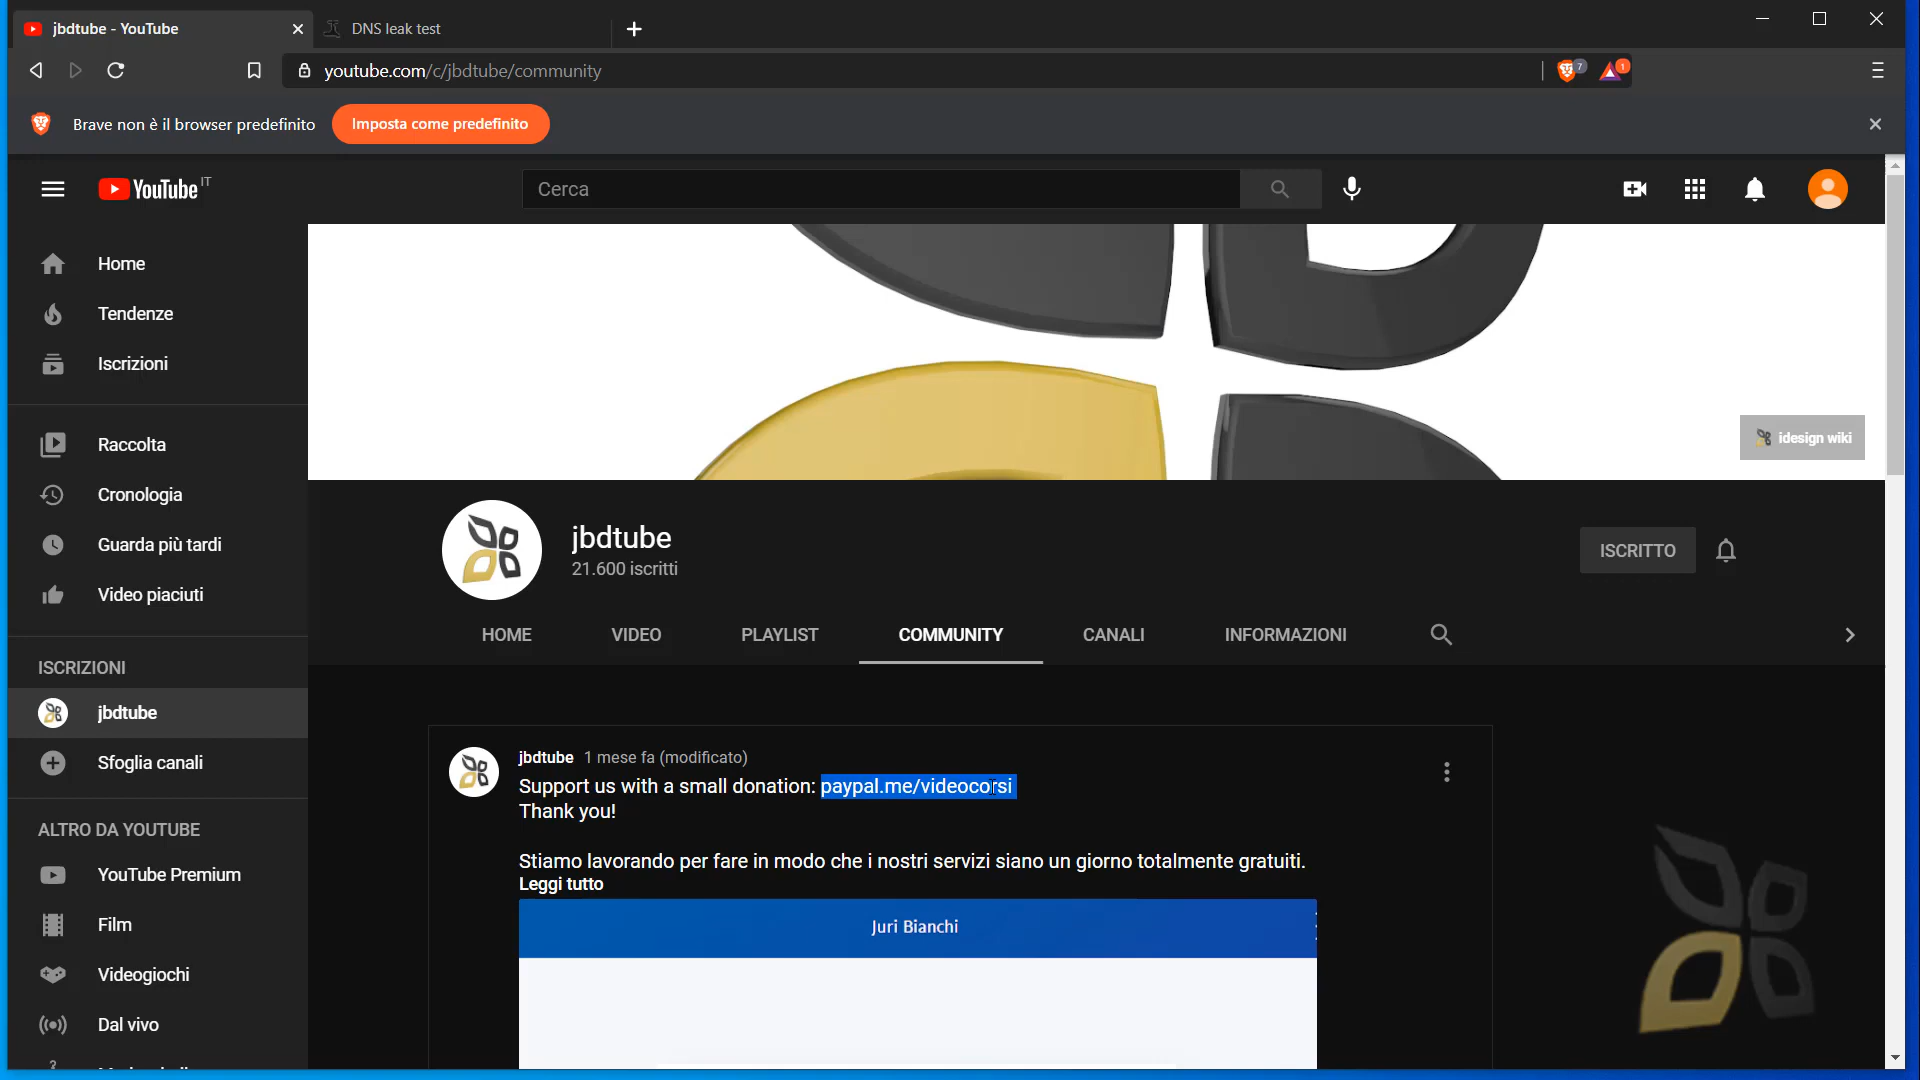 jbdtube - YouTube
DNS leak test
youtube.com/c/jbdtube/community
7
1
Brave non è il browser predefinito
Imposta come predefinito
YouTube IT
Cerca
Home
Tendenze
Iscrizioni
Raccolta
Cronologia
Guarda più tardi
Video piaciuti
ISCRIZIONI
jbdtube
Sfoglia canali
ALTRO DA YOUTUBE
YouTube Premium
Film
Videogiochi
Dal vivo
idesign wiki
jbdtube
21.600 iscritti
ISCRITTO
HOME
VIDEO
PLAYLIST
COMMUNITY
CANALI
INFORMAZIONI
jbdtube 1 mese fa (modificato)
Support us with a small donation: paypal.me/videocorsi
Thank you!
Stiamo lavorando per fare in modo che i nostri servizi siano un giorno totalmente gratuiti.
Leggi tutto
Juri Bianchi